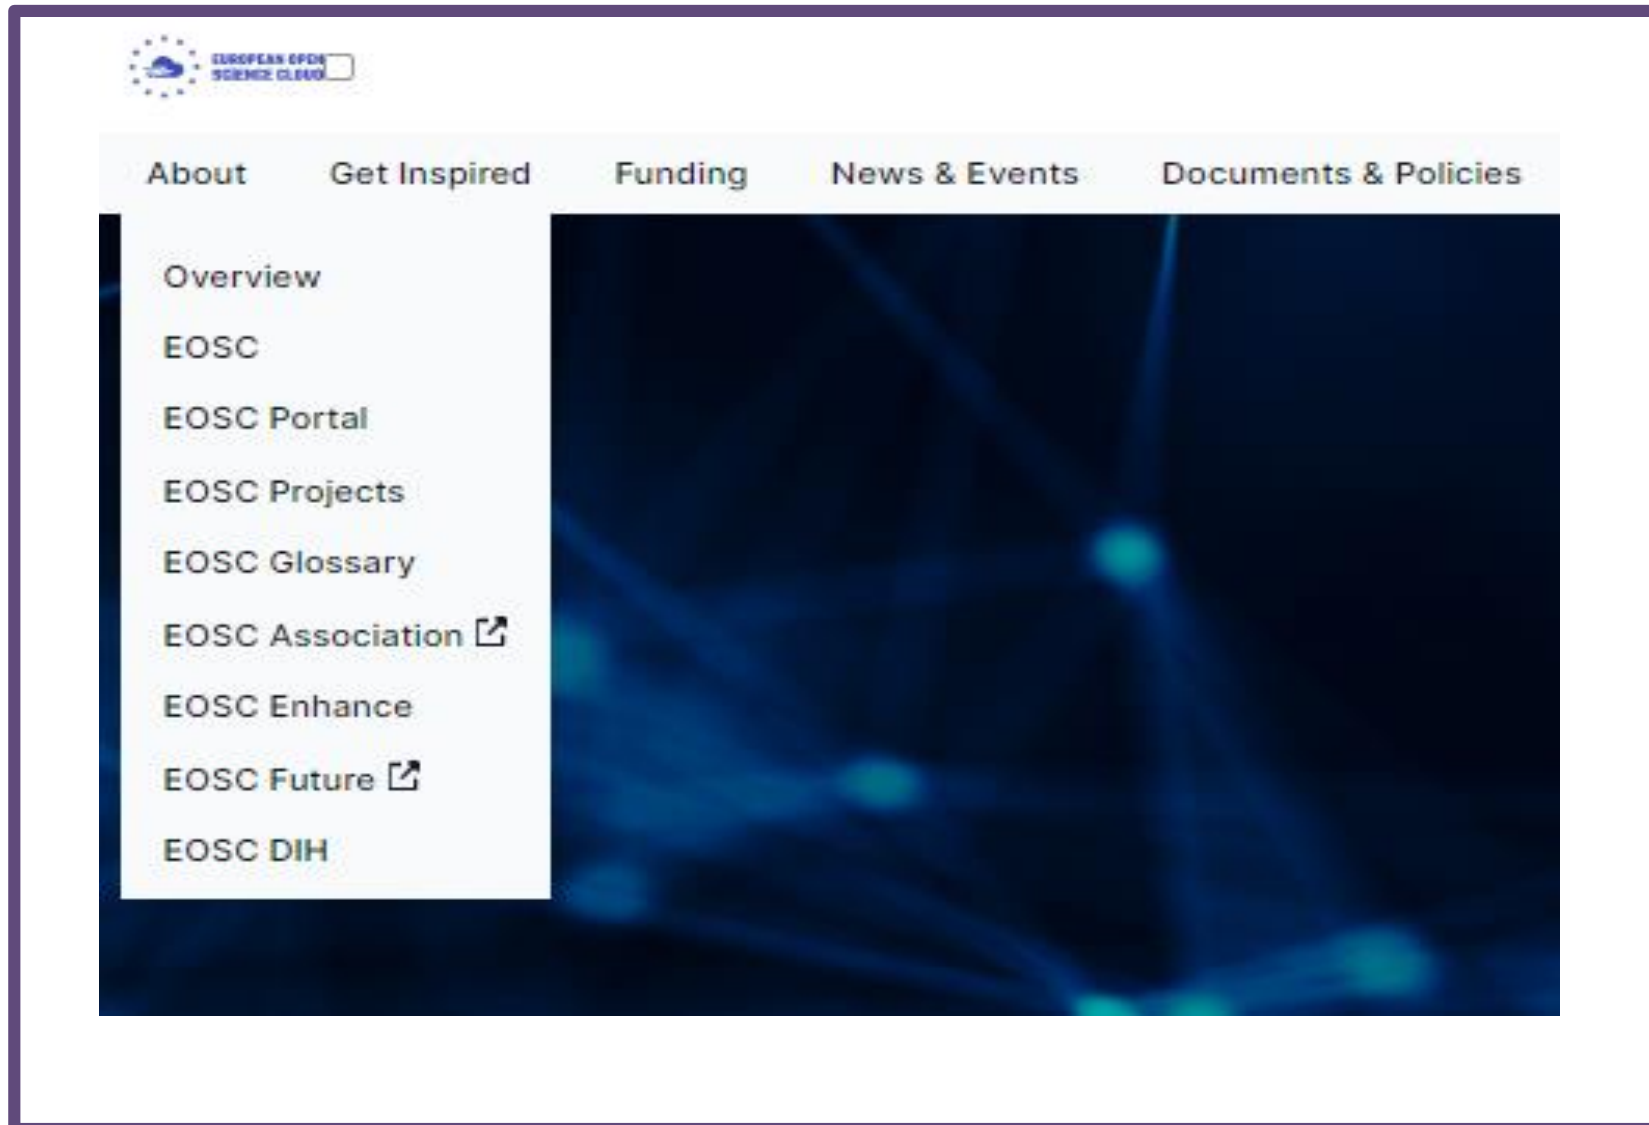 EUROPEAN OPEN
SCIENCE CLOUD
About Get Inspired Funding News & Events Documents & Policies
Overview
EOSC
EOSC Portal
EOSC Projects
EOSC Glossary
EOSC Association
EOSC Enhance
EOSC Future
EOSC DIH